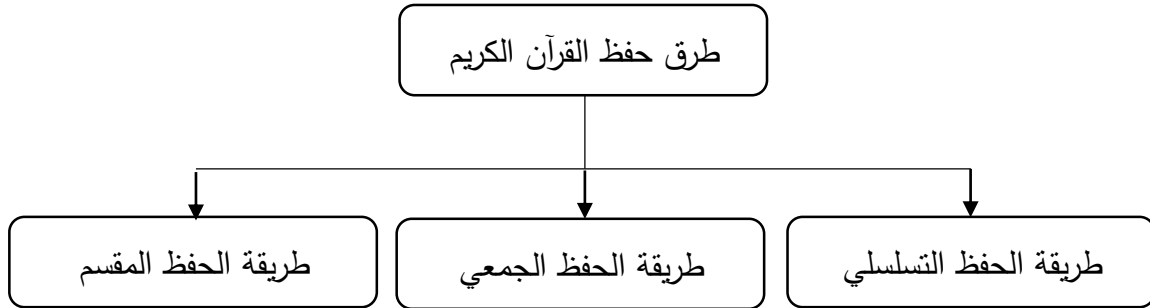 طرق حفظ القرآن الكريم
طريقة الحفظ التسلسلي
طريقة الحفظ الجمعي
طريقة الحفظ المقسم